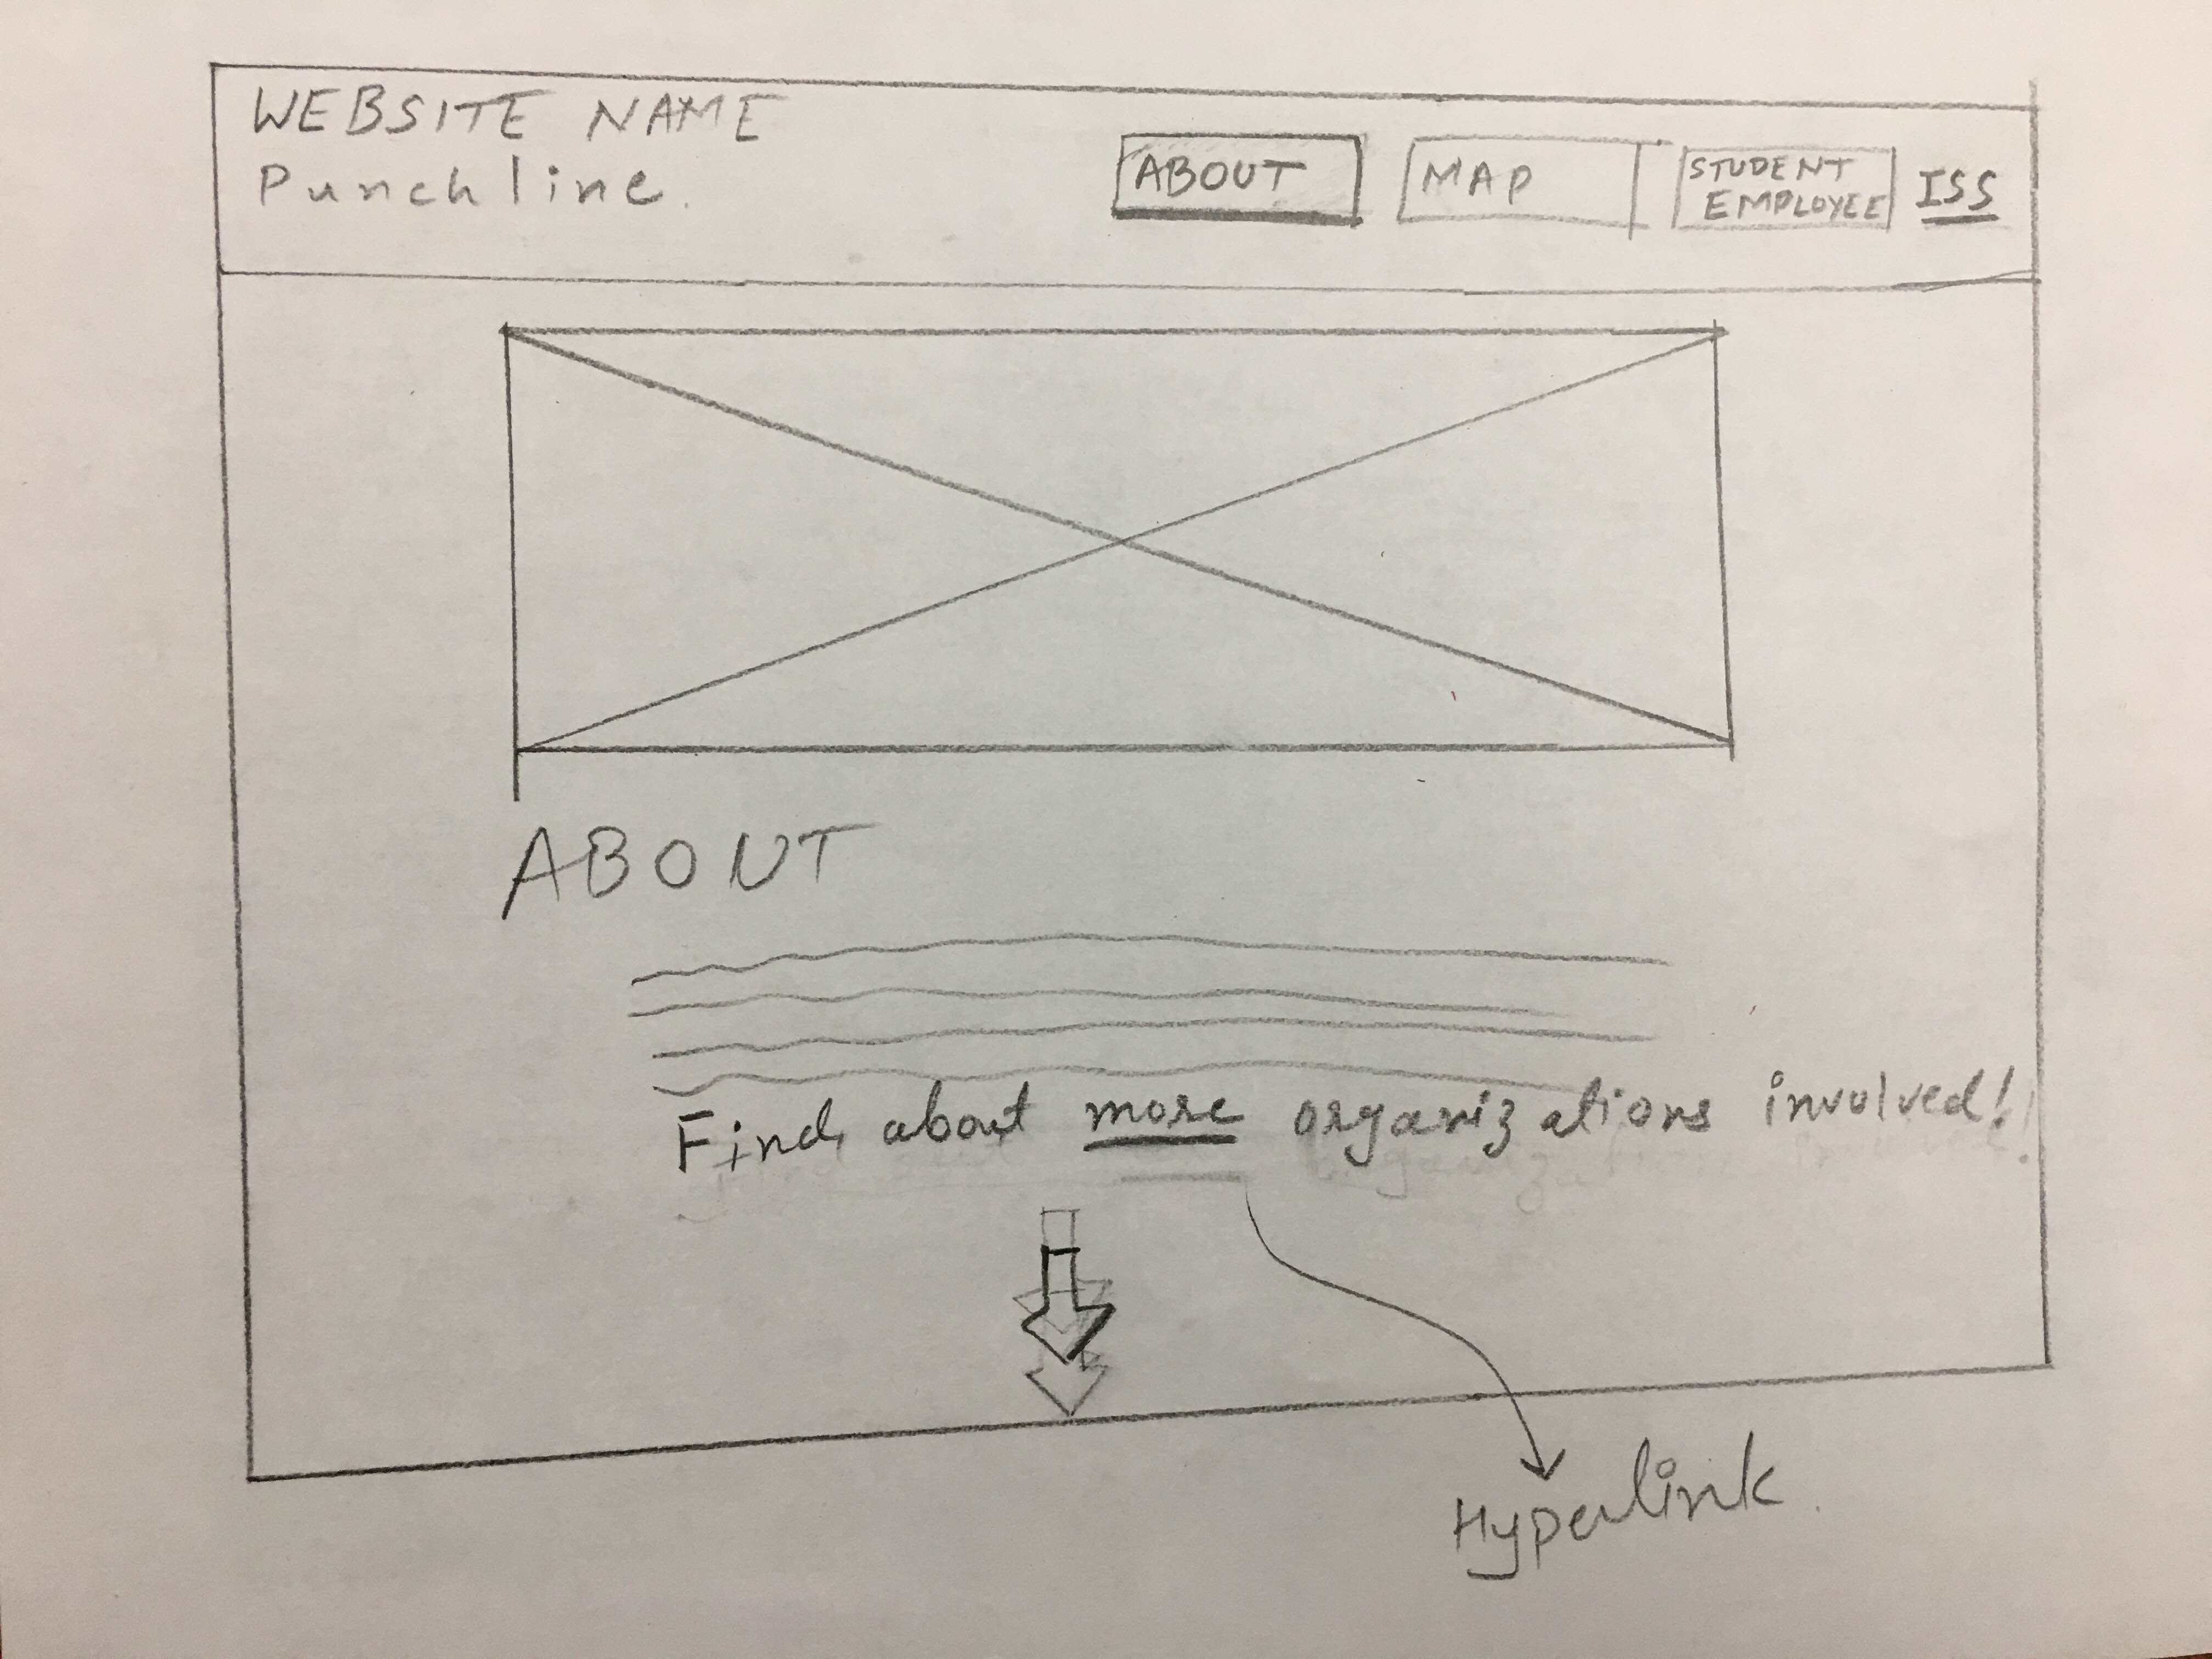 WEBSITE NAME
Punchline.
ABOUT
MAP
STUDENT
EMPLOYEE
ISS
ABOUT
Find about more organizations involved!
Hyperlink.